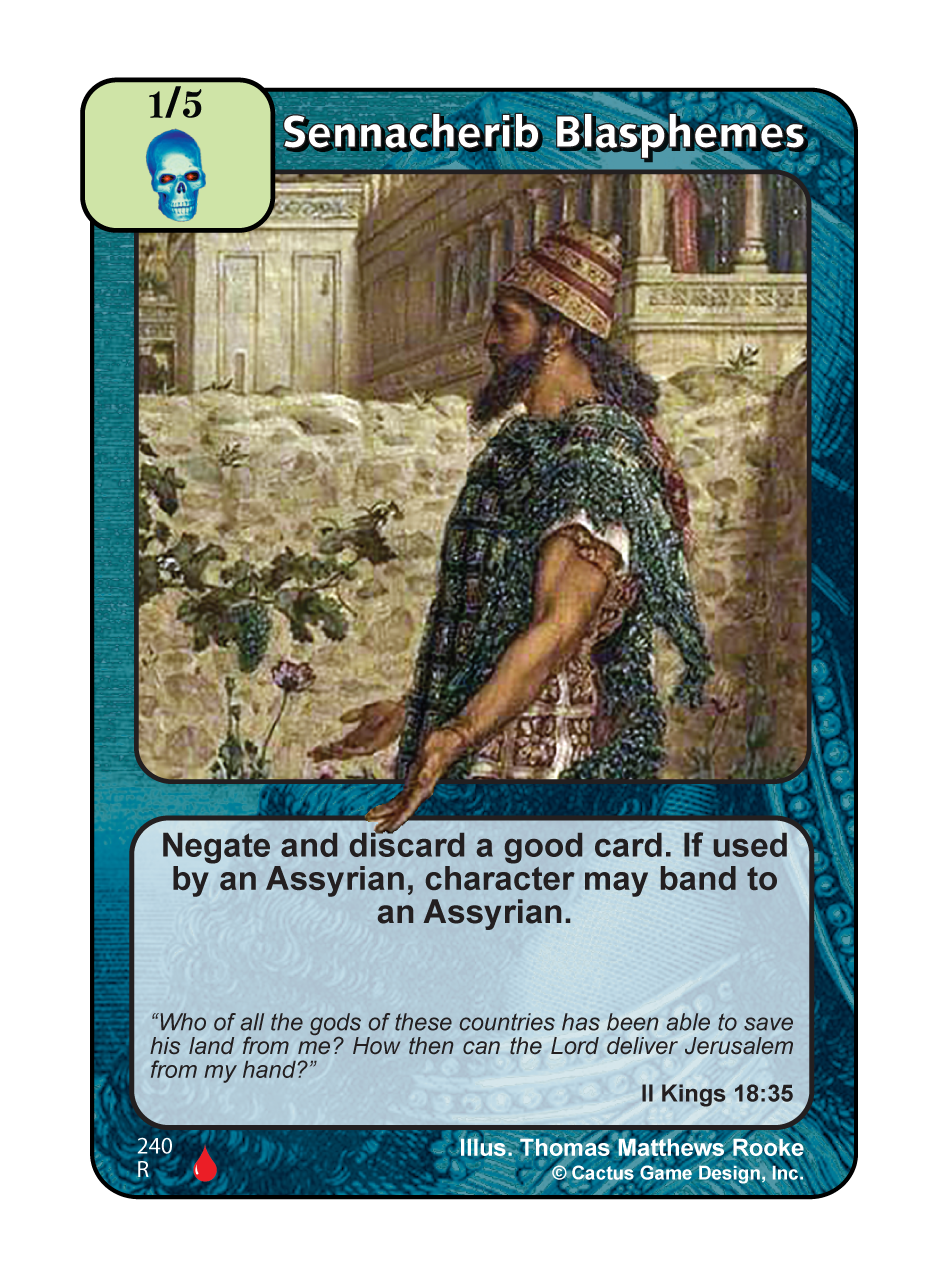 1/5
Sennacherib Blasphemes
Negate and discard a good card. If used
by an Assyrian, character may band to
an Assyrian.
“Who of all the gods of these countries has been able to save
his land from me? How then can the Lord deliver Jerusalem
from my hand?”
II Kings 18:35
240
R
Illus. Thomas Matthews Rooke
© Cactus Game Design, Inc.